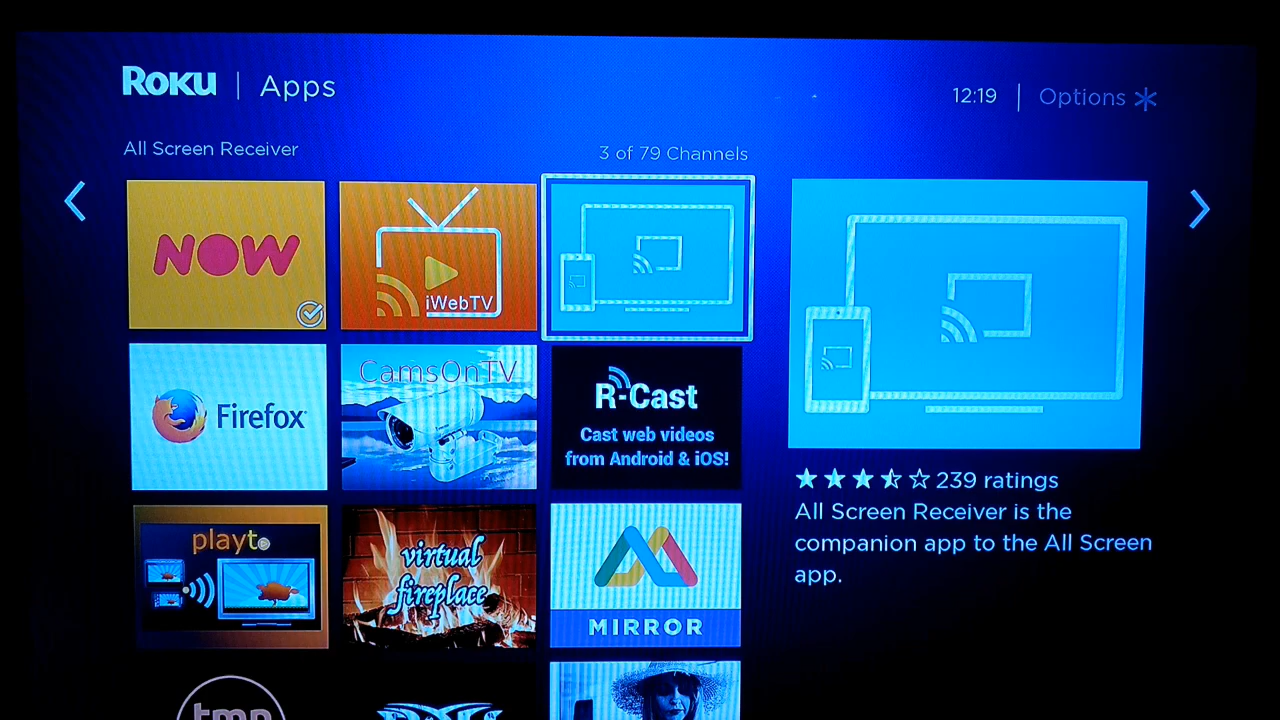 Roku | Apps
12:19 | Options
All Screen Receiver
3 of 79 Channels
NOW
iWebTV
Firefox
CamsOnTV
R-Cast
Cast web videos
from Android & iOS!
playto
virtual
fireplace
MIRROR
239 ratings
All Screen Receiver is the
companion app to the All Screen
app.